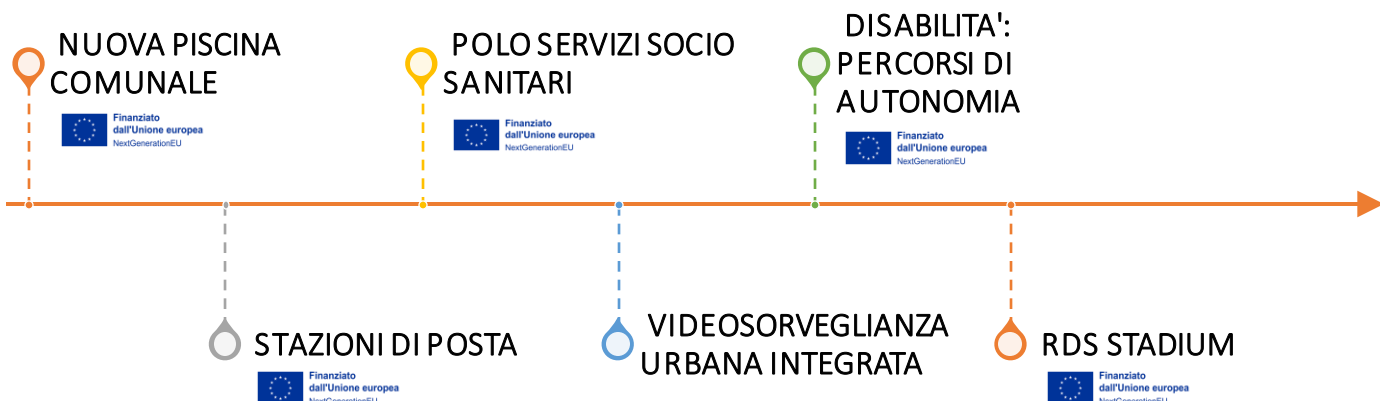 NUOVA PISCINA
COMUNALE
Finanziato
dall'Unione europea
NextGenerationEU
POLO SERVIZI SOCIO
SANITARI
Finanziato
dall'Unione europea
NextGenerationEU
DISABILITA':
PERCORSI DI
AUTONOMIA
Finanziato
dall'Unione europea
NextGenerationEU
STAZIONI DI POSTA
Finanziato
dall'Unione europea
NextGenerationEU
VIDEOSORVEGLIANZA
URBANA INTEGRATA
RDS STADIUM
Finanziato
dall'Unione europea
NextGenerationEU